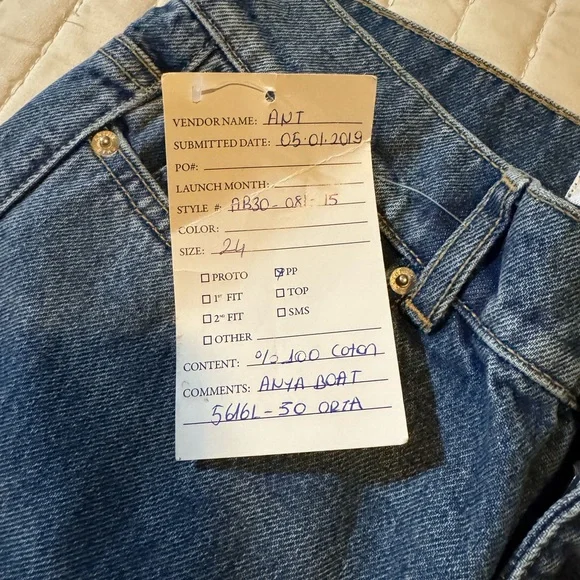 VENDOR NAME: ANT
SUBMITTED DATE: 05.01.2019
PO#:
LAUNCH MONTH:
STYLE # AB30-081-15
COLOR:
SIZE: 24
PROTO PP
1st FIT TOP
2nd FIT SMS
OTHER
CONTENT: % 100 Coton
COMMENTS: ANYA BOAT
5616L-50 ORTA